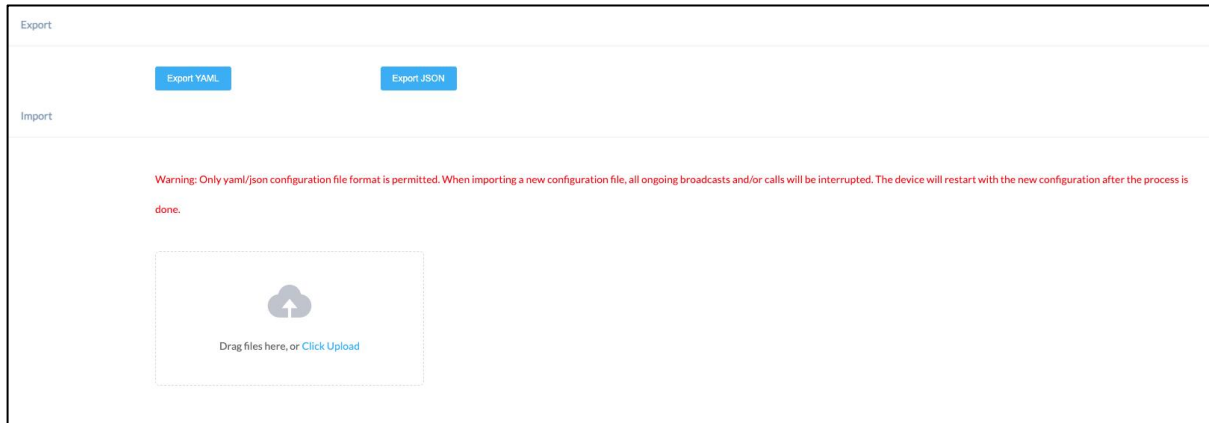 Export
Export YAML
Export JSON
Import
Warning: Only yaml/json configuration file format is permitted. When importing a new configuration file, all ongoing broadcasts and/or calls will be interrupted. The device will restart with the new configuration after the process is
done.
Drag files here, or Click Upload